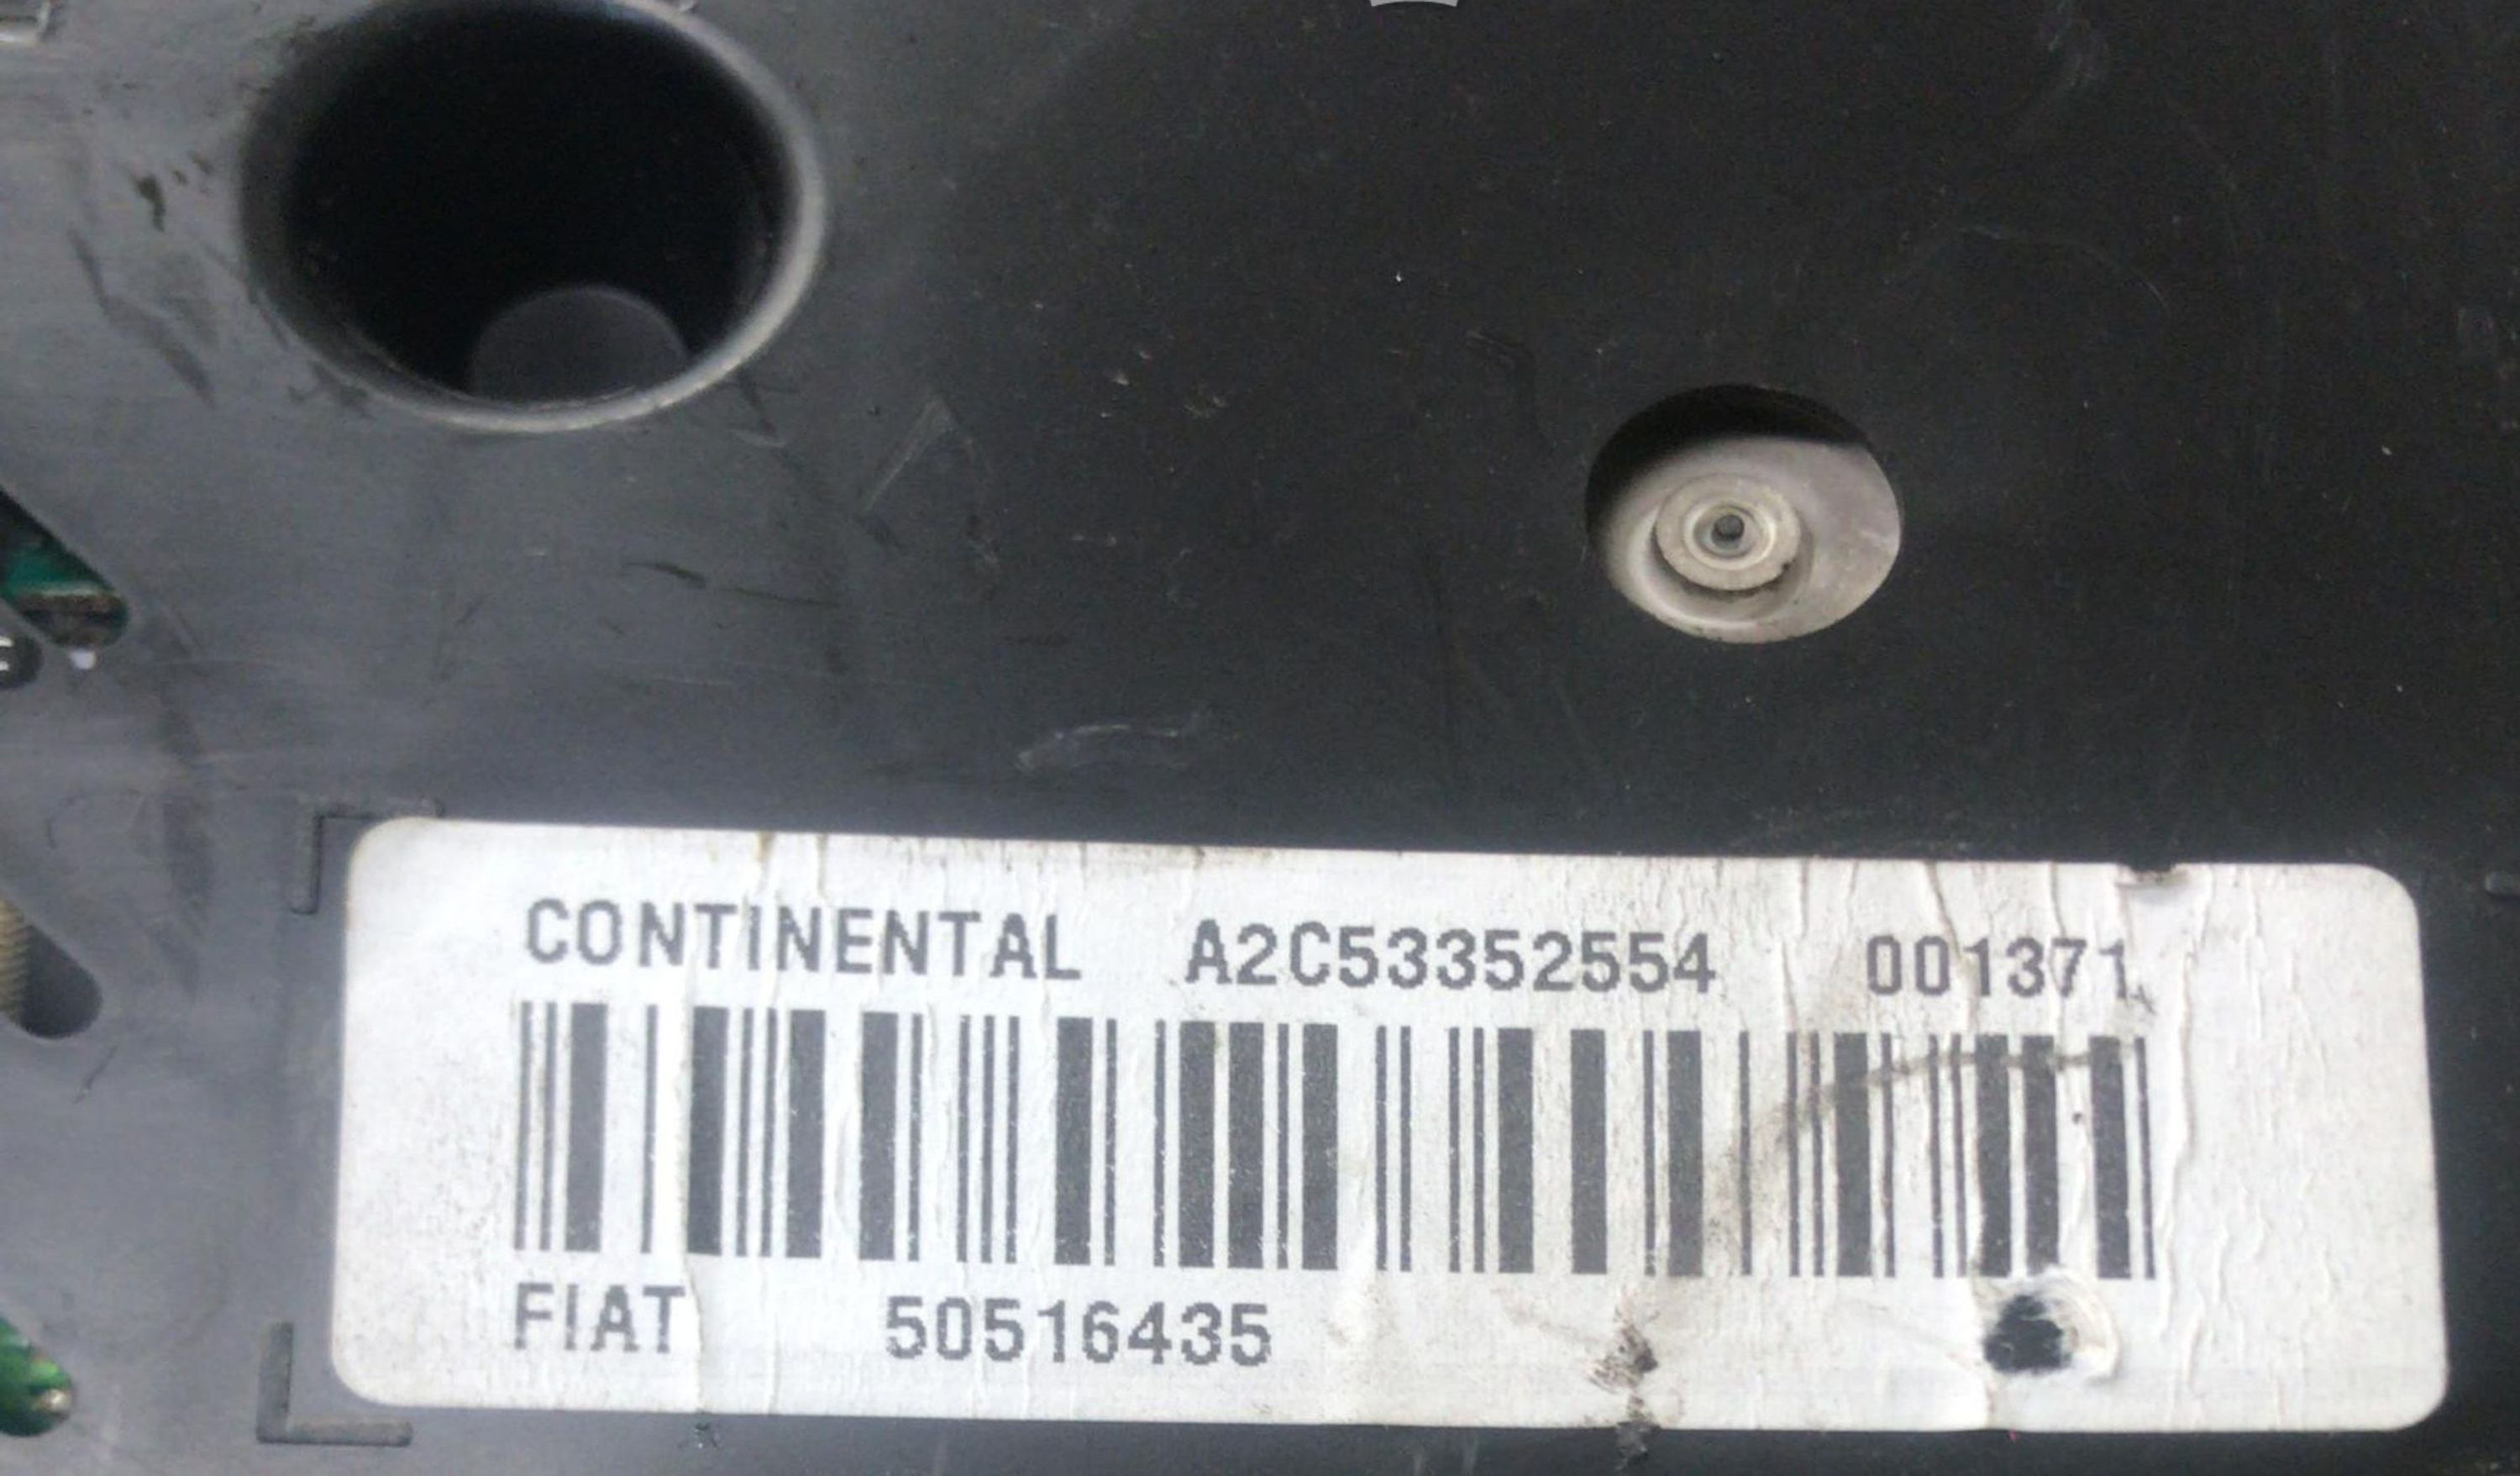 CONTINENTAL A2C53352554 001371
FIAT 50516435